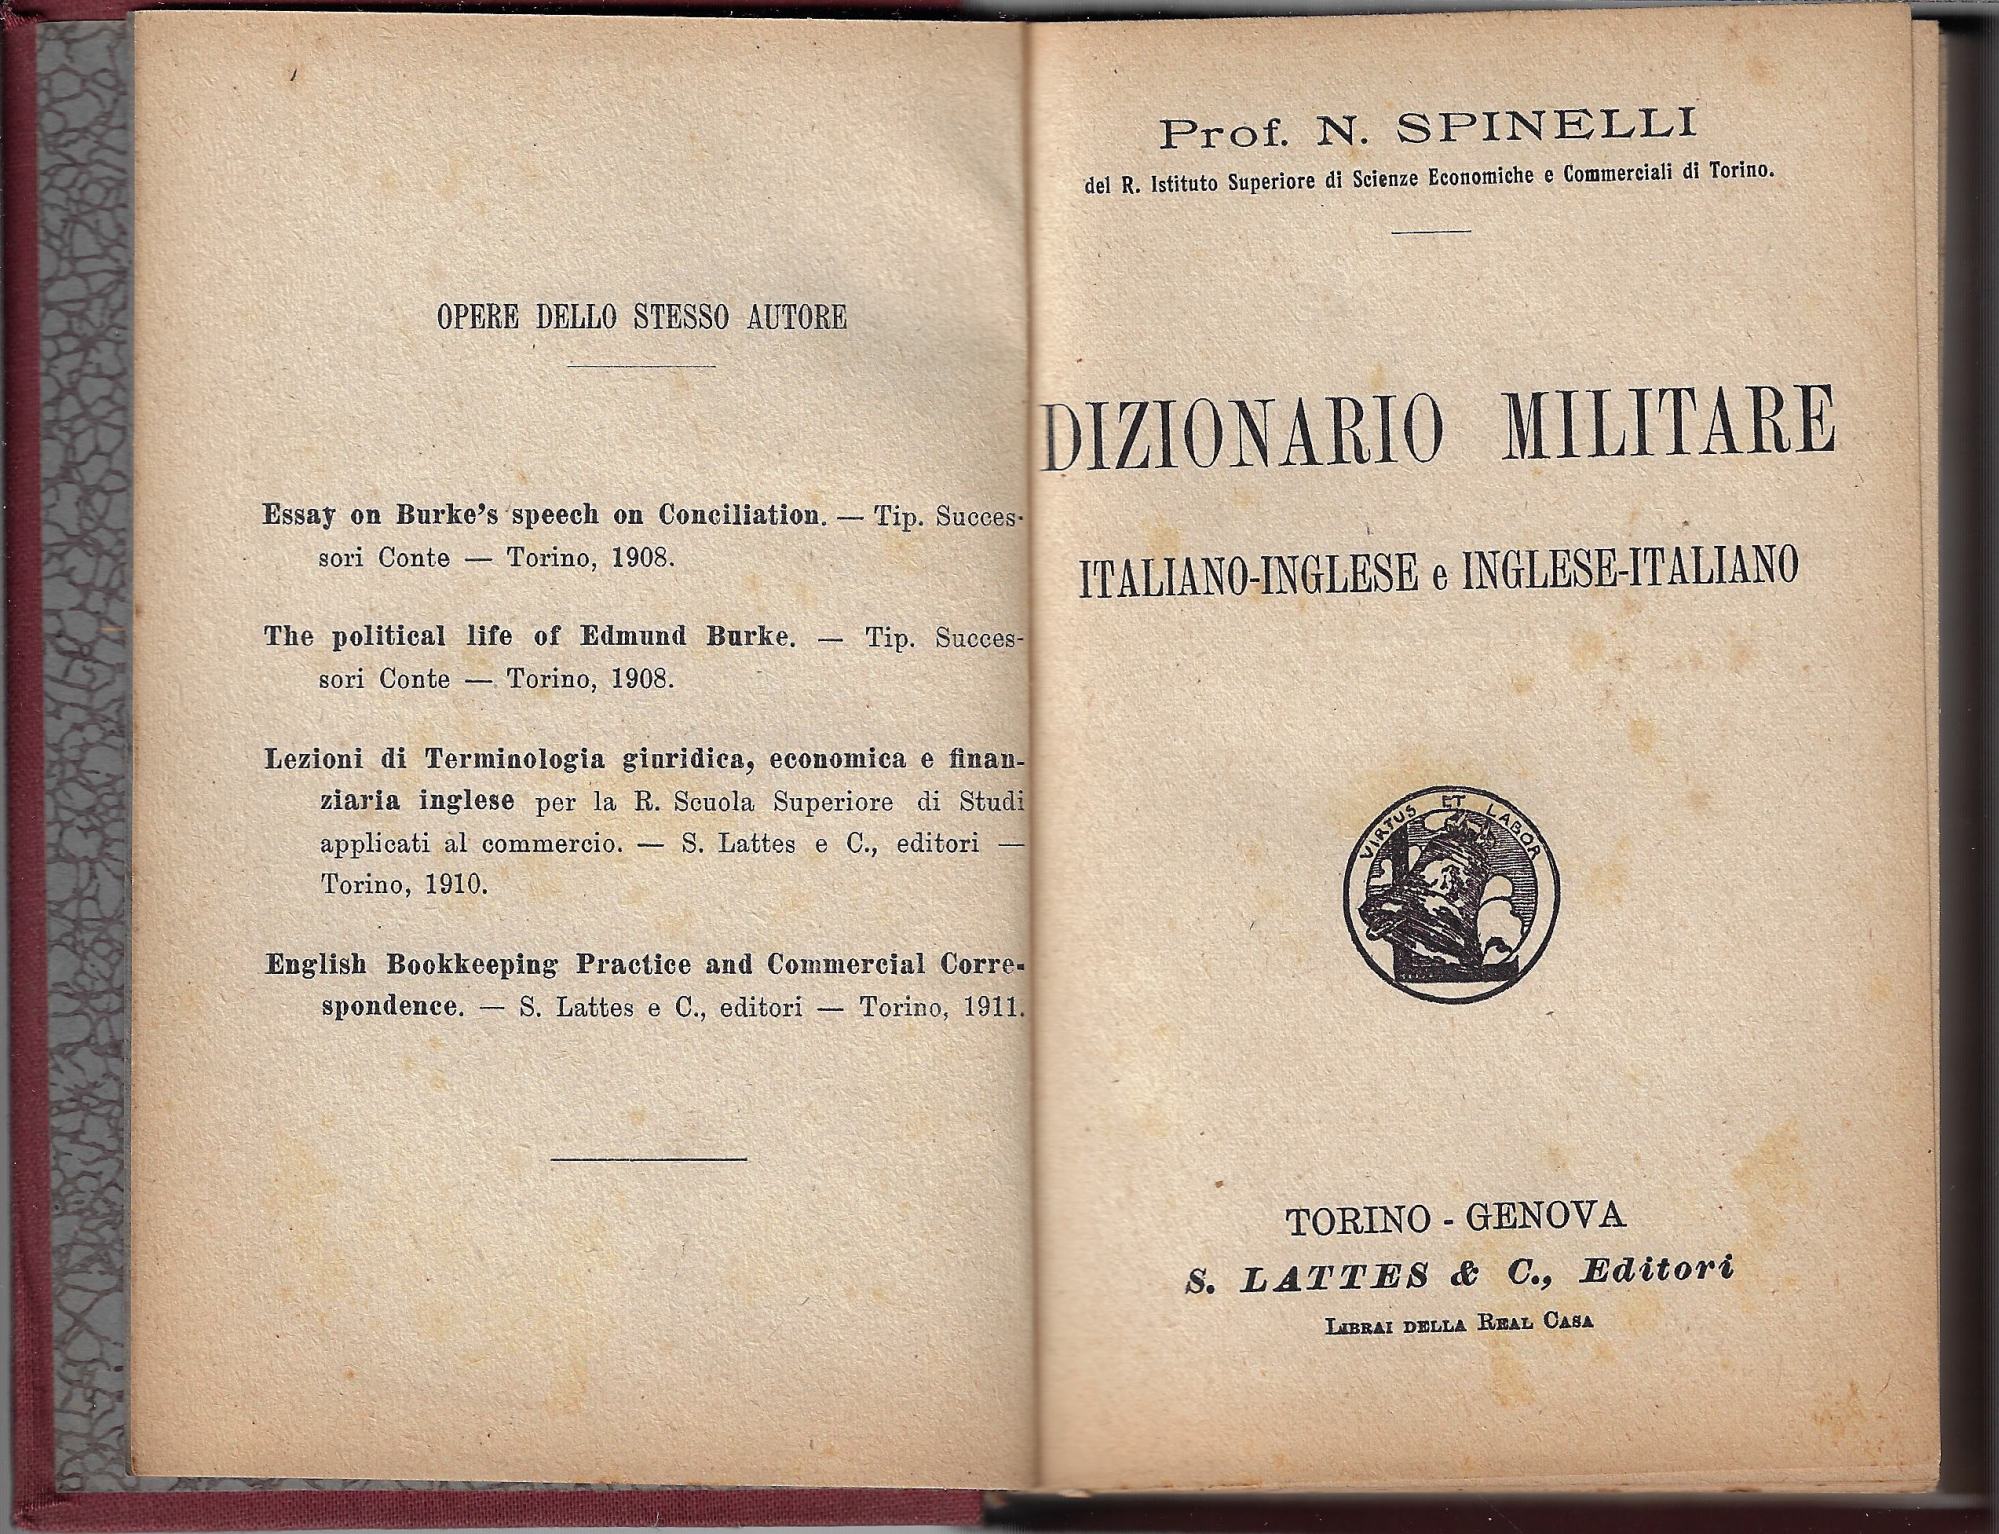 OPERE DELLO STESSO AUTORE
Essay on Burke's speech on Conciliation. — Tip. Succes-
sori Conte — Torino, 1908.
The political life of Edmund Burke. — Tip. Succes-
sori Conte — Torino, 1908.
Lezioni di Terminologia giuridica, economica e finan-
ziaria inglese per la R. Scuola Superiore di Studi
applicati al commercio. — S. Lattes e C., editori —
Torino, 1910.
English Bookkeeping Practice and Commercial Corre-
spondence. — S. Lattes e C., editori — Torino, 1911.
Prof. N. SPINELLI
del R. Istituto Superiore di Scienze Economiche e Commerciali di Torino.
DIZIONARIO MILITARE
ITALIANO-INGLESE e INGLESE-ITALIANO
VIRTUS ET LABOR
TORINO - GENOVA
S. LATTES & C., Editori
LIBRAI DELLA REAL CASA